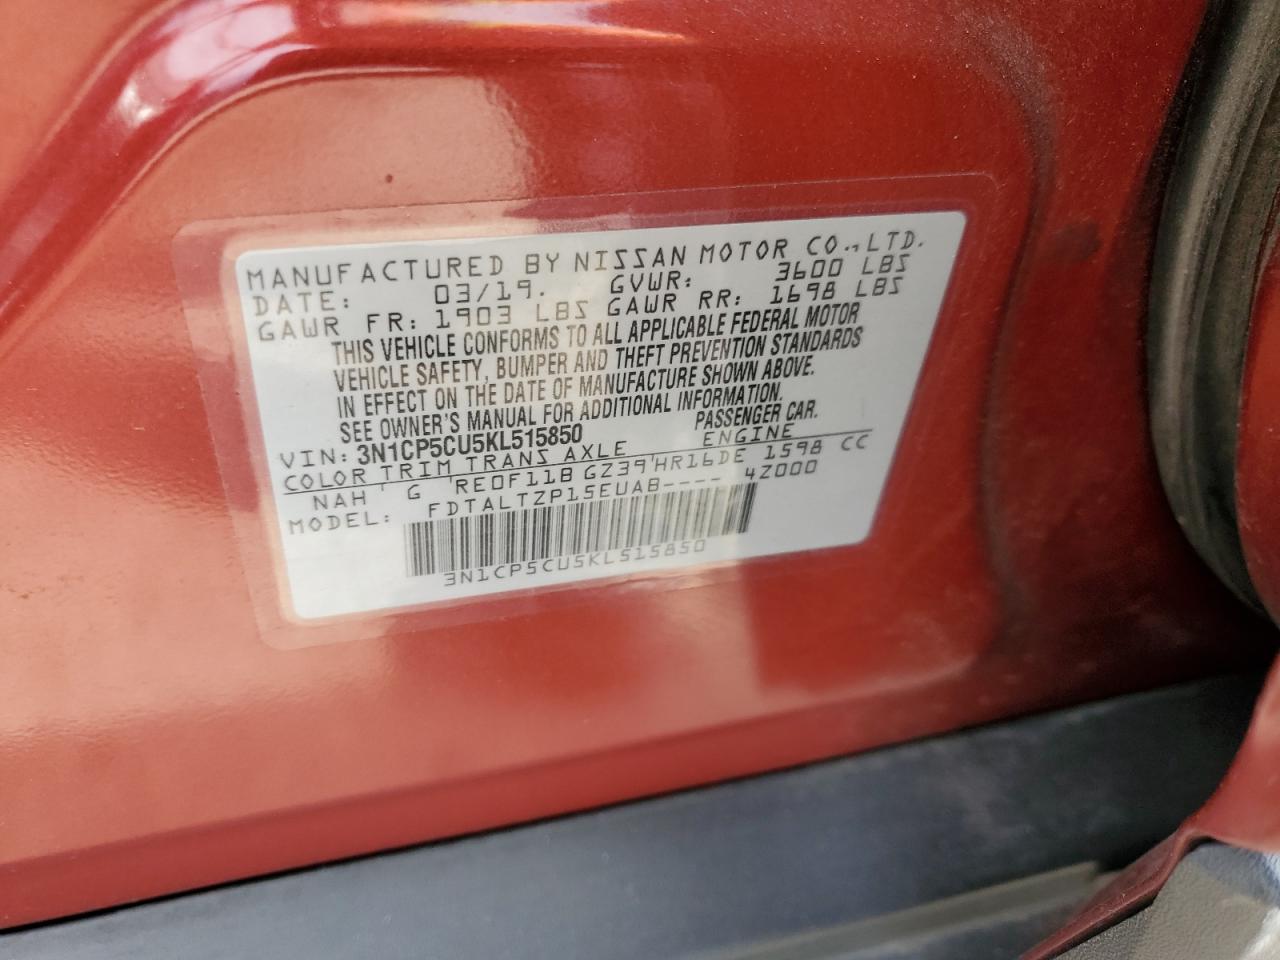 MANUFACTURED BY NISSAN MOTOR CO., LTD.
DATE: 03/19. GVWR: 3600 LBS
GAWR FR: 1903 LBS GAWR RR: 1698 LBS
THIS VEHICLE CONFORMS TO ALL APPLICABLE FEDERAL MOTOR
VEHICLE SAFETY, BUMPER AND THEFT PREVENTION STANDARDS
IN EFFECT ON THE DATE OF MANUFACTURE SHOWN ABOVE.
SEE OWNER'S MANUAL FOR ADDITIONAL INFORMATION.
VIN: 3N1CP5CU5KL515850 PASSENGER CAR.
COLOR TRIM TRANS AXLE ENGINE
NAH G RE0F11B GZ39 HR16DE 1598 CC
MODEL: FDTALTZP15EUAB---- 4Z000
3N1CP5CU5KL515850